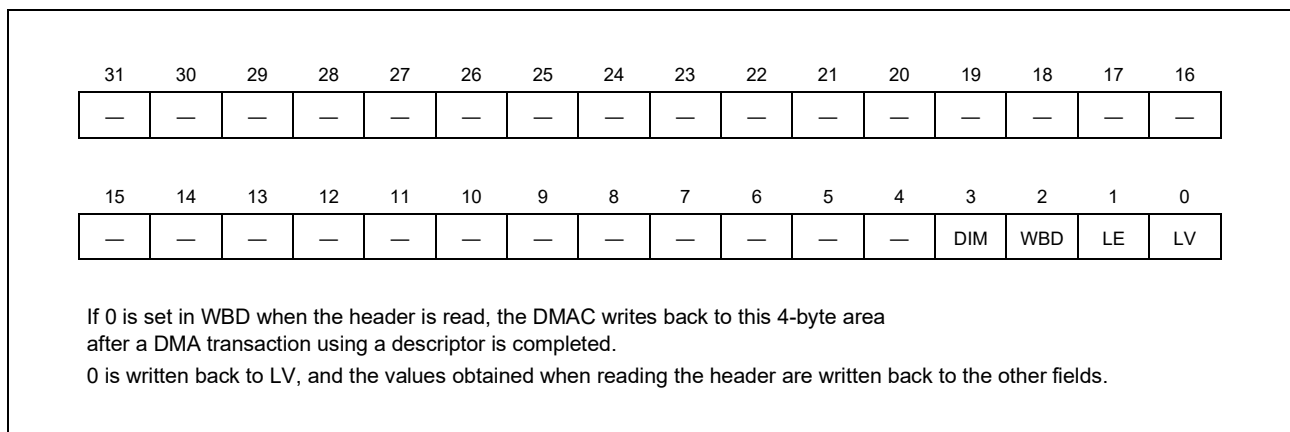 31 30 29 28 27 26 25 24 23 22 21 20 19 18 17 16
— — — — — — — — — — — — — — — —
15 14 13 12 11 10 9 8 7 6 5 4 3 2 1 0
— — — — — — — — — — — — DIM WBD LE LV
If 0 is set in WBD when the header is read, the DMAC writes back to this 4-byte area
after a DMA transaction using a descriptor is completed.
0 is written back to LV, and the values obtained when reading the header are written back to the other fields.